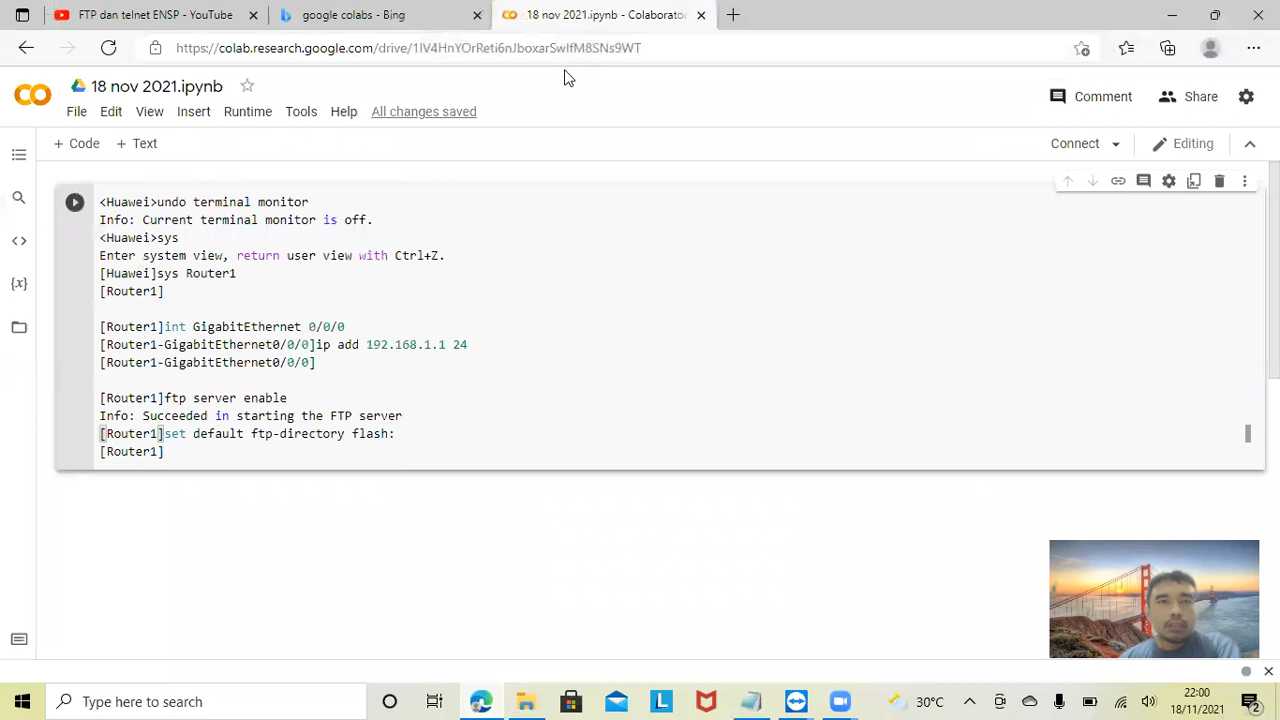 FTP dan telnet ENSP - YouTube
google colabs - Bing
18 nov 2021.ipynb - Colaborato
https://colab.research.google.com/drive/1IV4HnYOrReti6nJboxarSwIfM8SNs9WT
18 nov 2021.ipynb
Comment
Share
File Edit View Insert Runtime Tools Help All changes saved
+ Code + Text
Connect
Editing
<Huawei>undo terminal monitor
Info: Current terminal monitor is off.
<Huawei>sys
Enter system view, return user view with Ctrl+Z.
[Huawei]sys Router1
[Router1]
[Router1]int GigabitEthernet 0/0/0
[Router1-GigabitEthernet0/0/0]ip add 192.168.1.1 24
[Router1-GigabitEthernet0/0/0]
[Router1]ftp server enable
Info: Succeeded in starting the FTP server
[Router1]set default ftp-directory flash:
[Router1]
Type here to search
30°C
22:00
18/11/2021
2